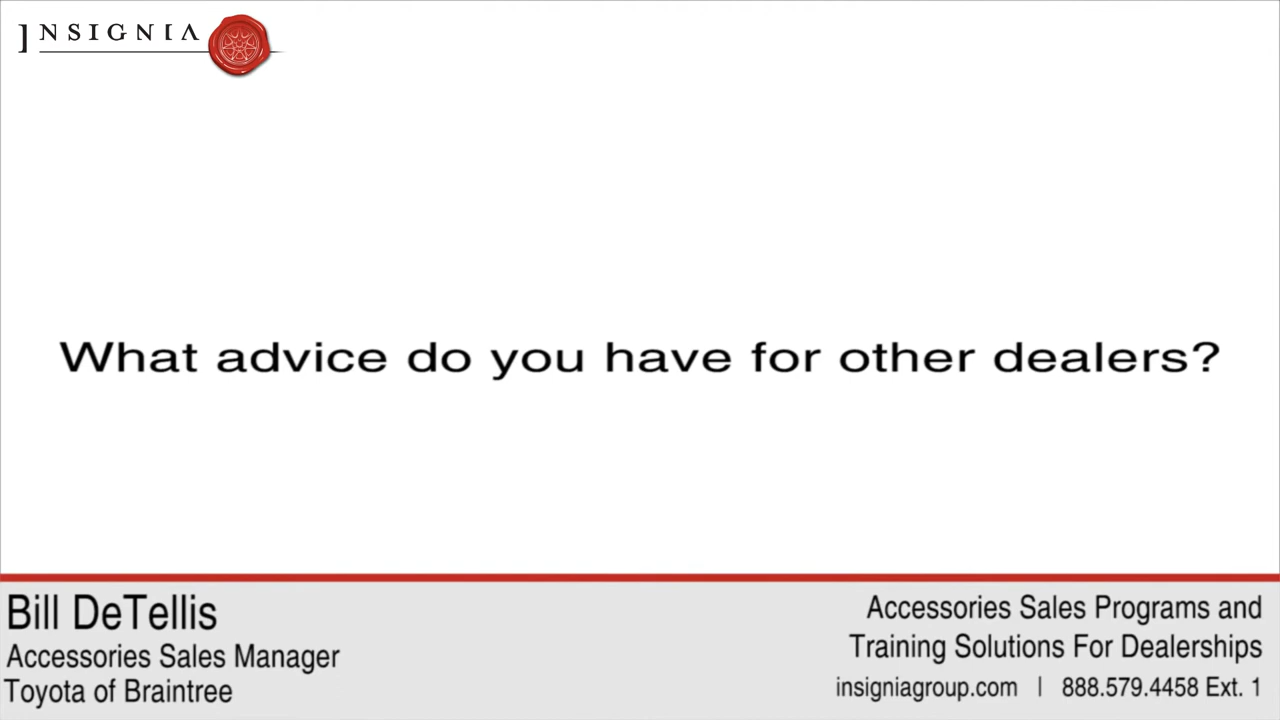 INSIGNIA
What advice do you have for other dealers?
Bill DeTellis
Accessories Sales Manager
Toyota of Braintree
Accessories Sales Programs and
Training Solutions For Dealerships
insigniagroup.com | 888.579.4458 Ext. 1